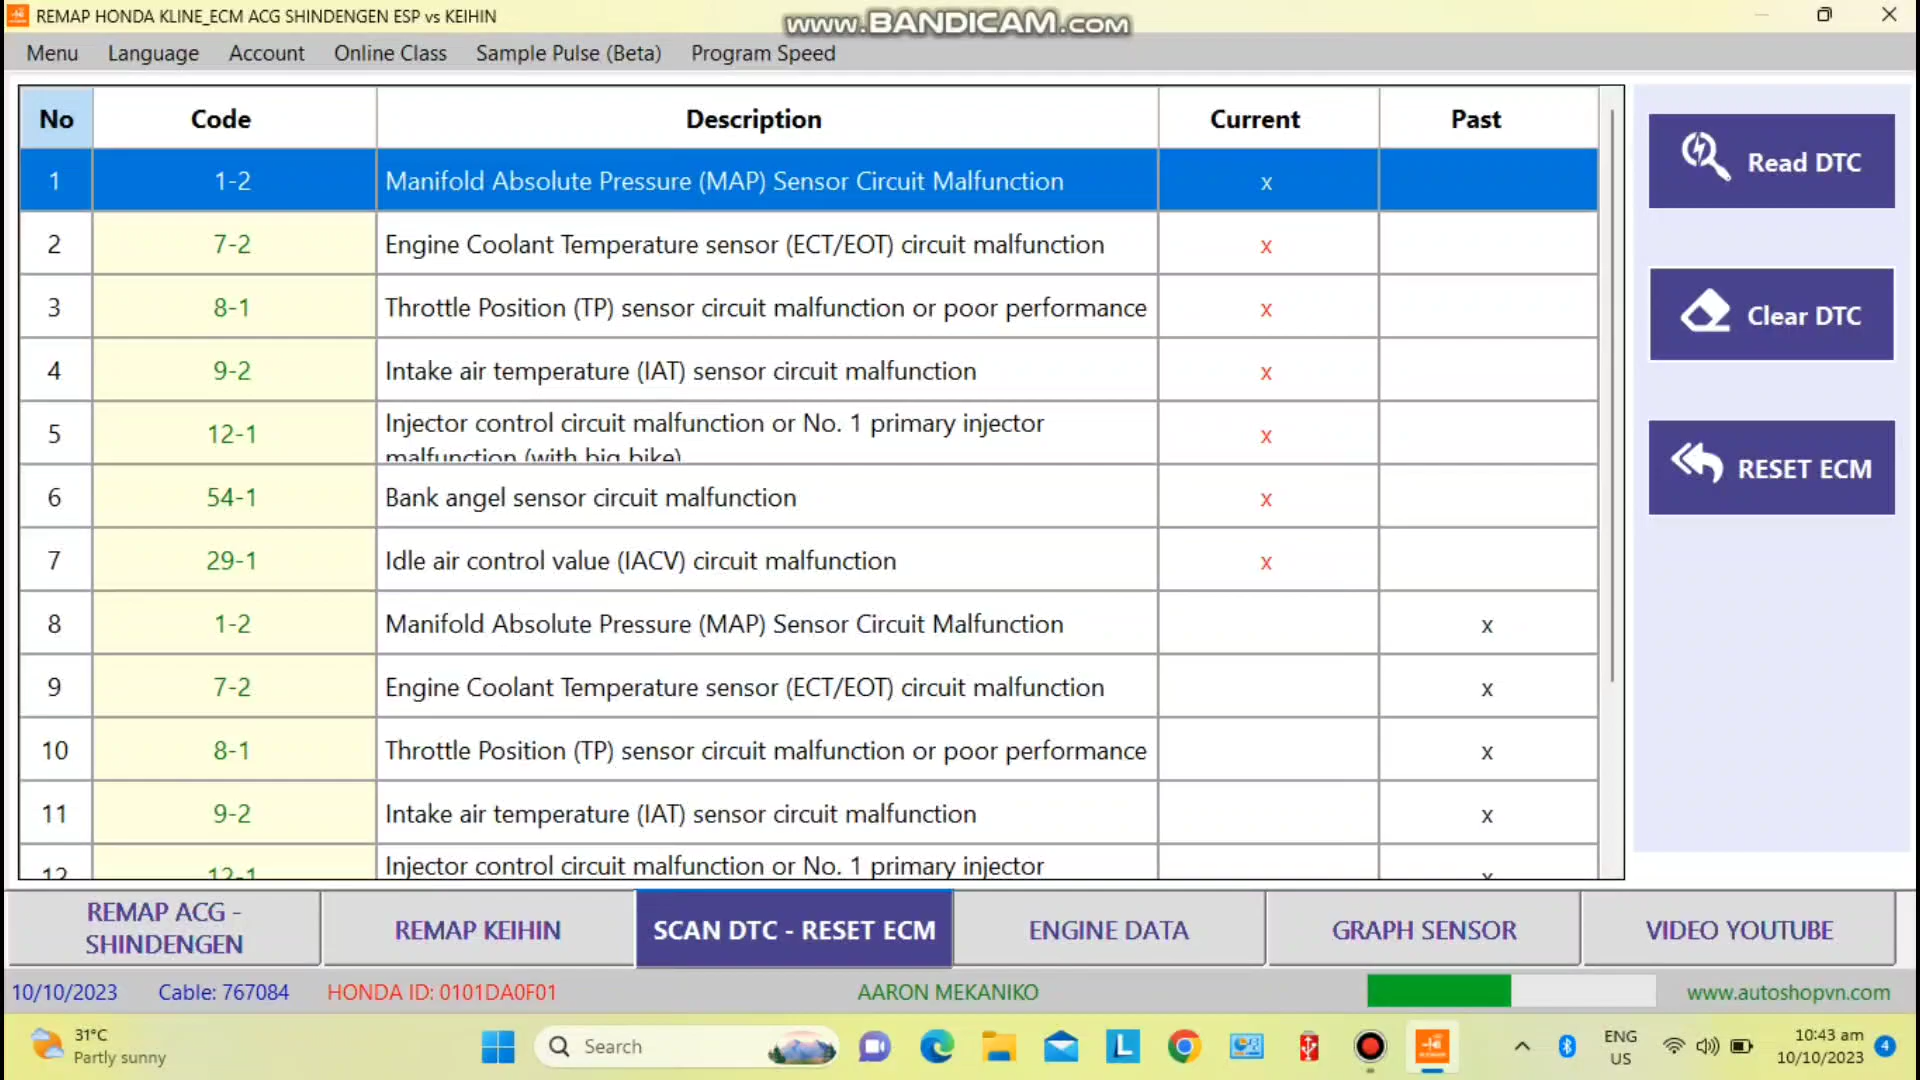 REMAP HONDA KLINE_ECM ACG SHINDENGEN ESP vs KEIHIN
www.BANDICAM.com
Menu Language Account Online Class Sample Pulse (Beta) Program Speed
No Code Description Current Past
1 1-2 Manifold Absolute Pressure (MAP) Sensor Circuit Malfunction x
2 7-2 Engine Coolant Temperature sensor (ECT/EOT) circuit malfunction x
3 8-1 Throttle Position (TP) sensor circuit malfunction or poor performance x
4 9-2 Intake air temperature (IAT) sensor circuit malfunction x
5 12-1 Injector control circuit malfunction or No. 1 primary injector
malfunction (with big bike) x
6 54-1 Bank angel sensor circuit malfunction x
7 29-1 Idle air control value (IACV) circuit malfunction x
8 1-2 Manifold Absolute Pressure (MAP) Sensor Circuit Malfunction x
9 7-2 Engine Coolant Temperature sensor (ECT/EOT) circuit malfunction x
10 8-1 Throttle Position (TP) sensor circuit malfunction or poor performance x
11 9-2 Intake air temperature (IAT) sensor circuit malfunction x
12 12-1 Injector control circuit malfunction or No. 1 primary injector x
Read DTC
Clear DTC
RESET ECM
REMAP ACG -
SHINDENGEN
REMAP KEIHIN
SCAN DTC - RESET ECM
ENGINE DATA
GRAPH SENSOR
VIDEO YOUTUBE
10/10/2023 Cable: 767084 HONDA ID: 0101DA0F01 AARON MEKANIKO www.autoshopvn.com
31°C
Partly sunny
Search
L
ENG
US
10:43 am
10/10/2023
4